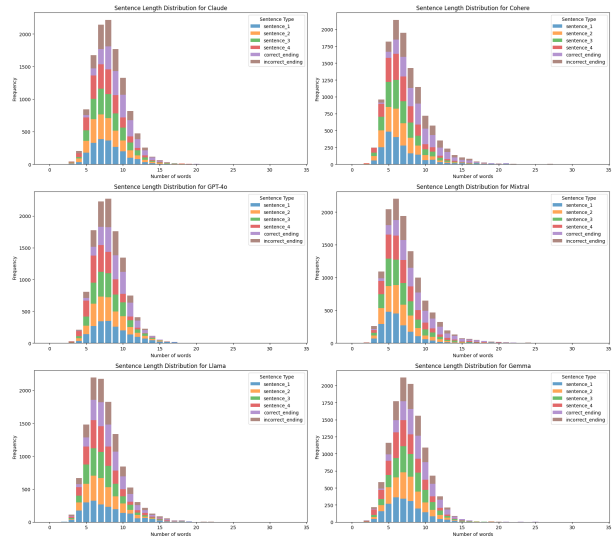 Sentence Length Distribution for Claude
Frequency
2000
1500
1000
500
0
Sentence Type
sentence_1
sentence_2
sentence_3
sentence_4
correct_ending
incorrect_ending
0 5 10 15 20 25 30 35
Number of words
Sentence Length Distribution for Cohere
Frequency
2000
1750
1500
1250
1000
750
500
250
0
Sentence Type
sentence_1
sentence_2
sentence_3
sentence_4
correct_ending
incorrect_ending
0 5 10 15 20 25 30 35
Number of words
Sentence Length Distribution for GPT-4o
Frequency
2000
1500
1000
500
0
Sentence Type
sentence_1
sentence_2
sentence_3
sentence_4
correct_ending
incorrect_ending
0 5 10 15 20 25 30 35
Number of words
Sentence Length Distribution for Mixtral
Frequency
2000
1500
1000
500
0
Sentence Type
sentence_1
sentence_2
sentence_3
sentence_4
correct_ending
incorrect_ending
0 5 10 15 20 25 30 35
Number of words
Sentence Length Distribution for Llama
Frequency
2000
1500
1000
500
0
Sentence Type
sentence_1
sentence_2
sentence_3
sentence_4
correct_ending
incorrect_ending
0 5 10 15 20 25 30 35
Number of words
Sentence Length Distribution for Gemma
Frequency
2000
1750
1500
1250
1000
750
500
250
0
Sentence Type
sentence_1
sentence_2
sentence_3
sentence_4
correct_ending
incorrect_ending
0 5 10 15 20 25 30 35
Number of words